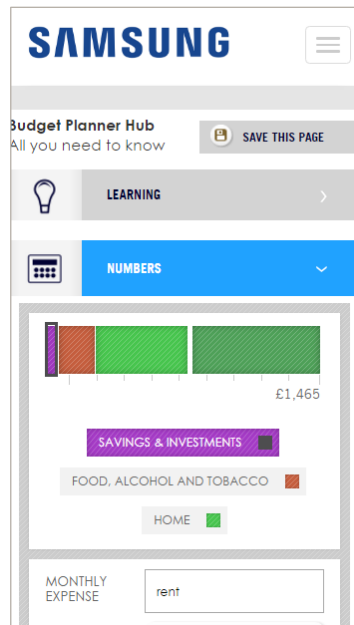 SAMSUNG
Budget Planner Hub
All you need to know
SAVE THIS PAGE
LEARNING
NUMBERS
£1,465
SAVINGS & INVESTMENTS
FOOD, ALCOHOL AND TOBACCO
HOME
MONTHLY
EXPENSE
rent